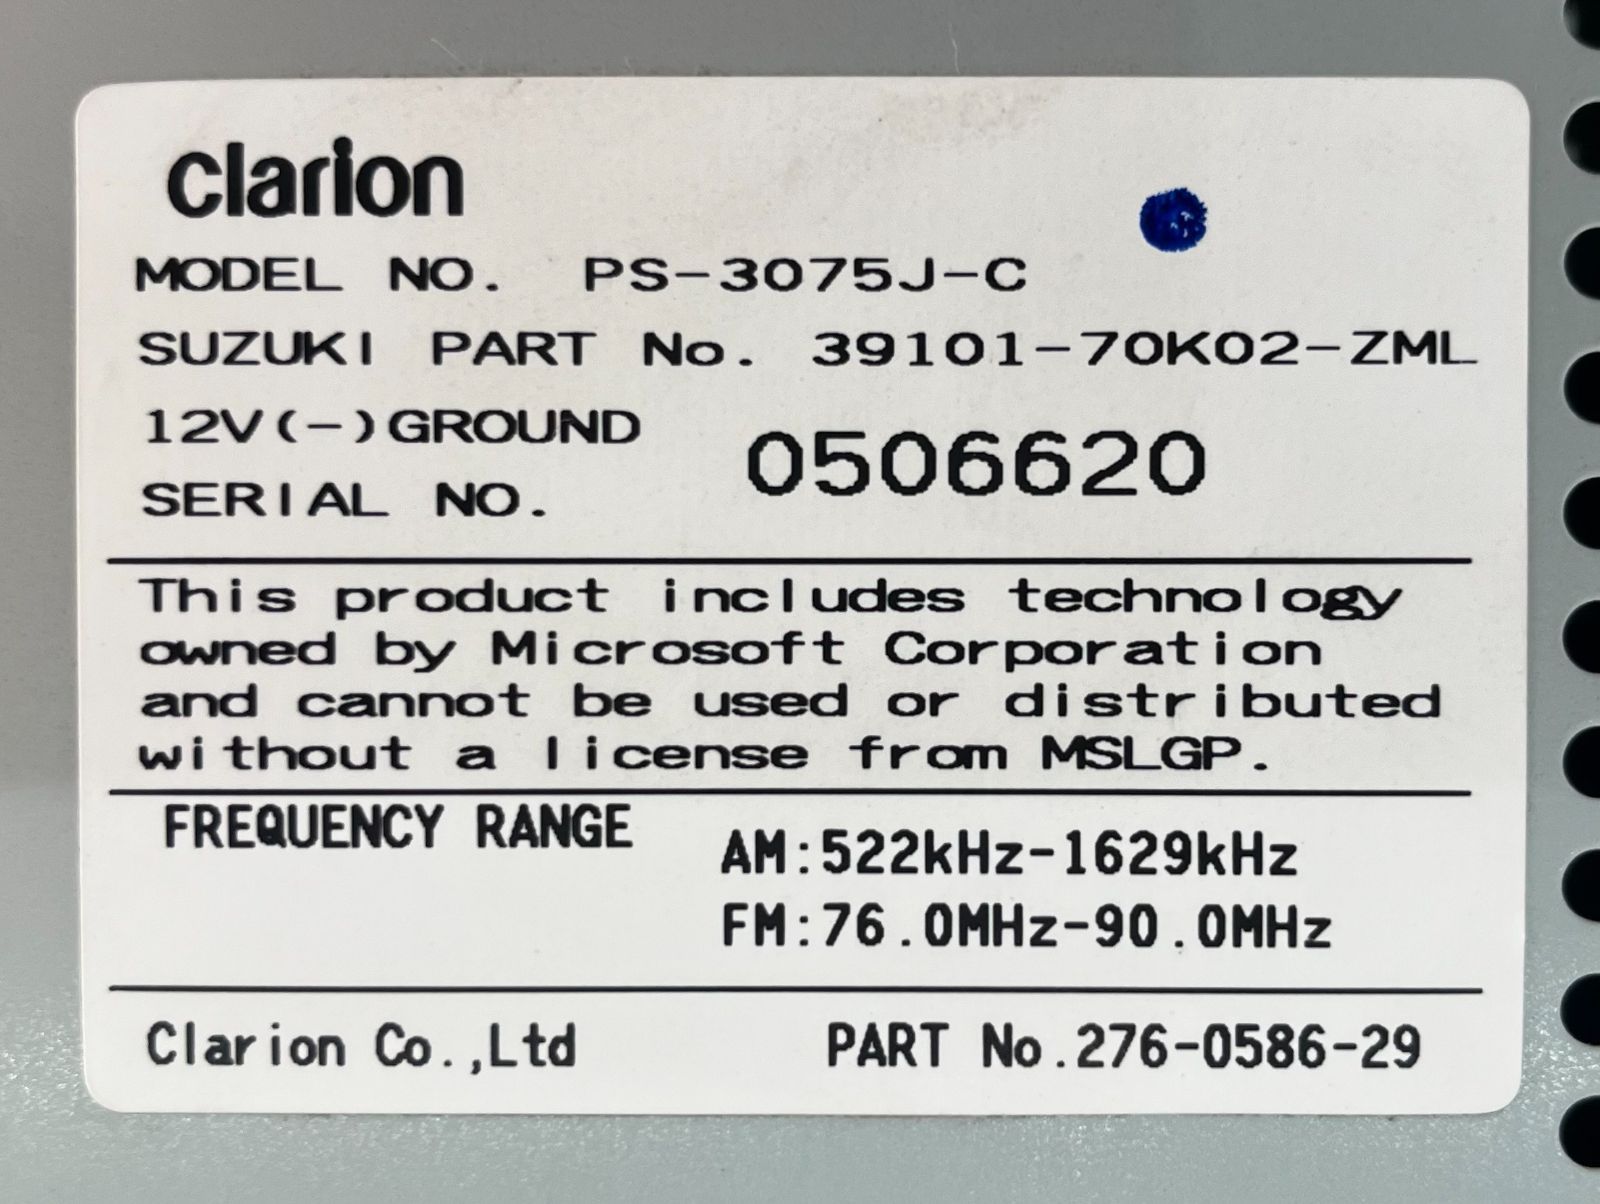 clarion
MODEL NO. PS-3075J-C
SUZUKI PART No. 39101-70K02-ZML
12V(-)GROUND
SERIAL NO. 0506620
This product includes technology
owned by Microsoft Corporation
and cannot be used or distributed
without a license from MSLGP.
FREQUENCY RANGE
AM:522kHz-1629kHz
FM:76.0MHz-90.0MHz
Clarion Co.,Ltd PART No.276-0586-29